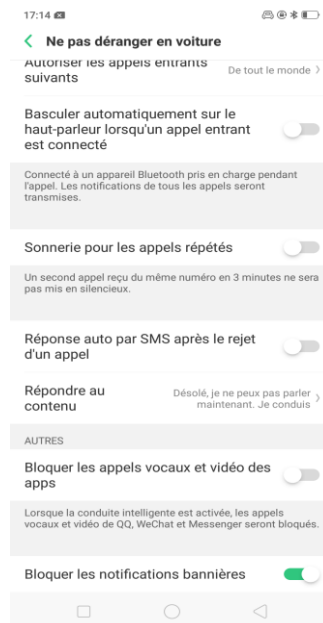 17:14
Ne pas déranger en voiture
Autoriser les appels entrants
suivants
De tout le monde
Basculer automatiquement sur le
haut-parleur lorsqu'un appel entrant
est connecté
Connecté à un appareil Bluetooth pris en charge pendant
l'appel. Les notifications de tous les appels seront
transmises.
Sonnerie pour les appels répétés
Un second appel reçu du même numéro en 3 minutes ne sera
pas mis en silencieux.
Réponse auto par SMS après le rejet
d'un appel
Répondre au
contenu
Désolé, je ne peux pas parler
maintenant. Je conduis
AUTRES
Bloquer les appels vocaux et vidéo des
apps
Lorsque la conduite intelligente est activée, les appels
vocaux et vidéo de QQ, WeChat et Messenger seront bloqués.
Bloquer les notifications bannières